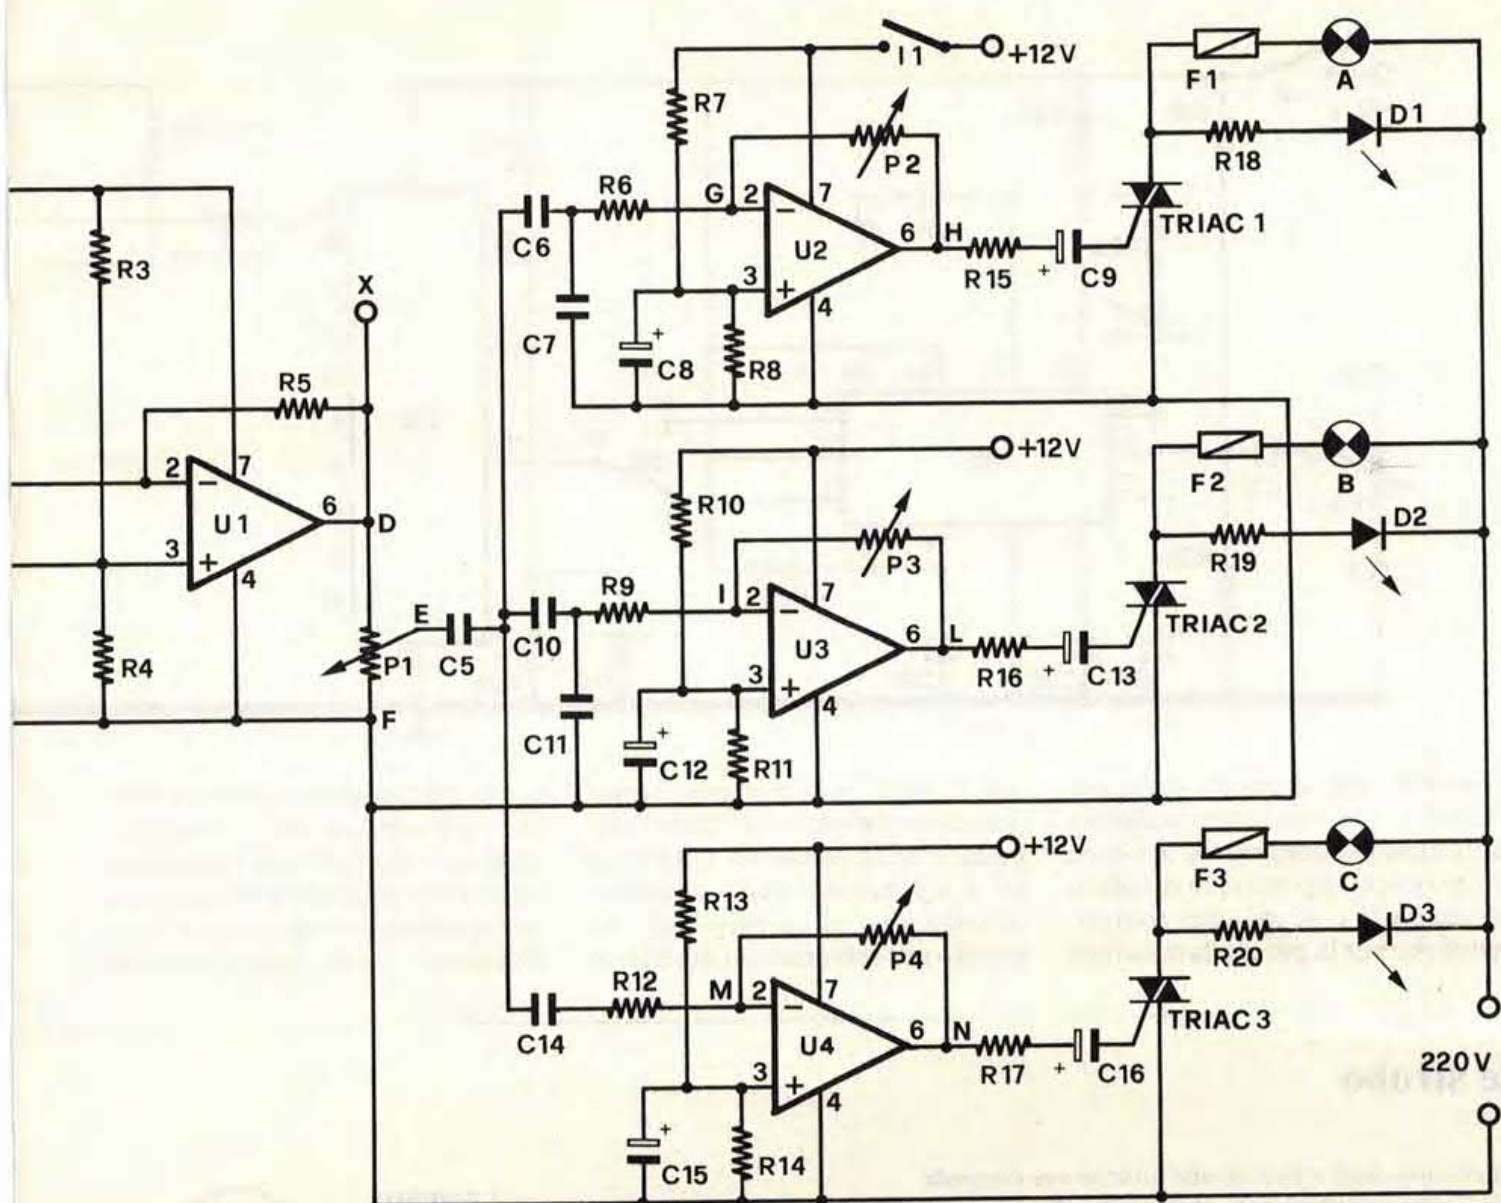 I1
+12V
F1
A
R7
D1
P2
R18
R6
G
2
7
TRIAC 1
C6
U2
6
H
R3
3
R15
+
C9
X
4
C7
+
C8
R8
R5
+12V
F2
B
R10
D2
2
7
P3
R19
6
D
R9
I
2
7
U1
TRIAC2
3
4
E
C10
U3
6
L
R4
P1
C5
3
R16
+
C13
4
F
+
C11
C12
R11
+12V
F3
C
R13
D3
P4
R20
R12
M
2
7
TRIAC 3
C14
U4
6
N
3
R17
+
C16
220V
4
+
C15
R14